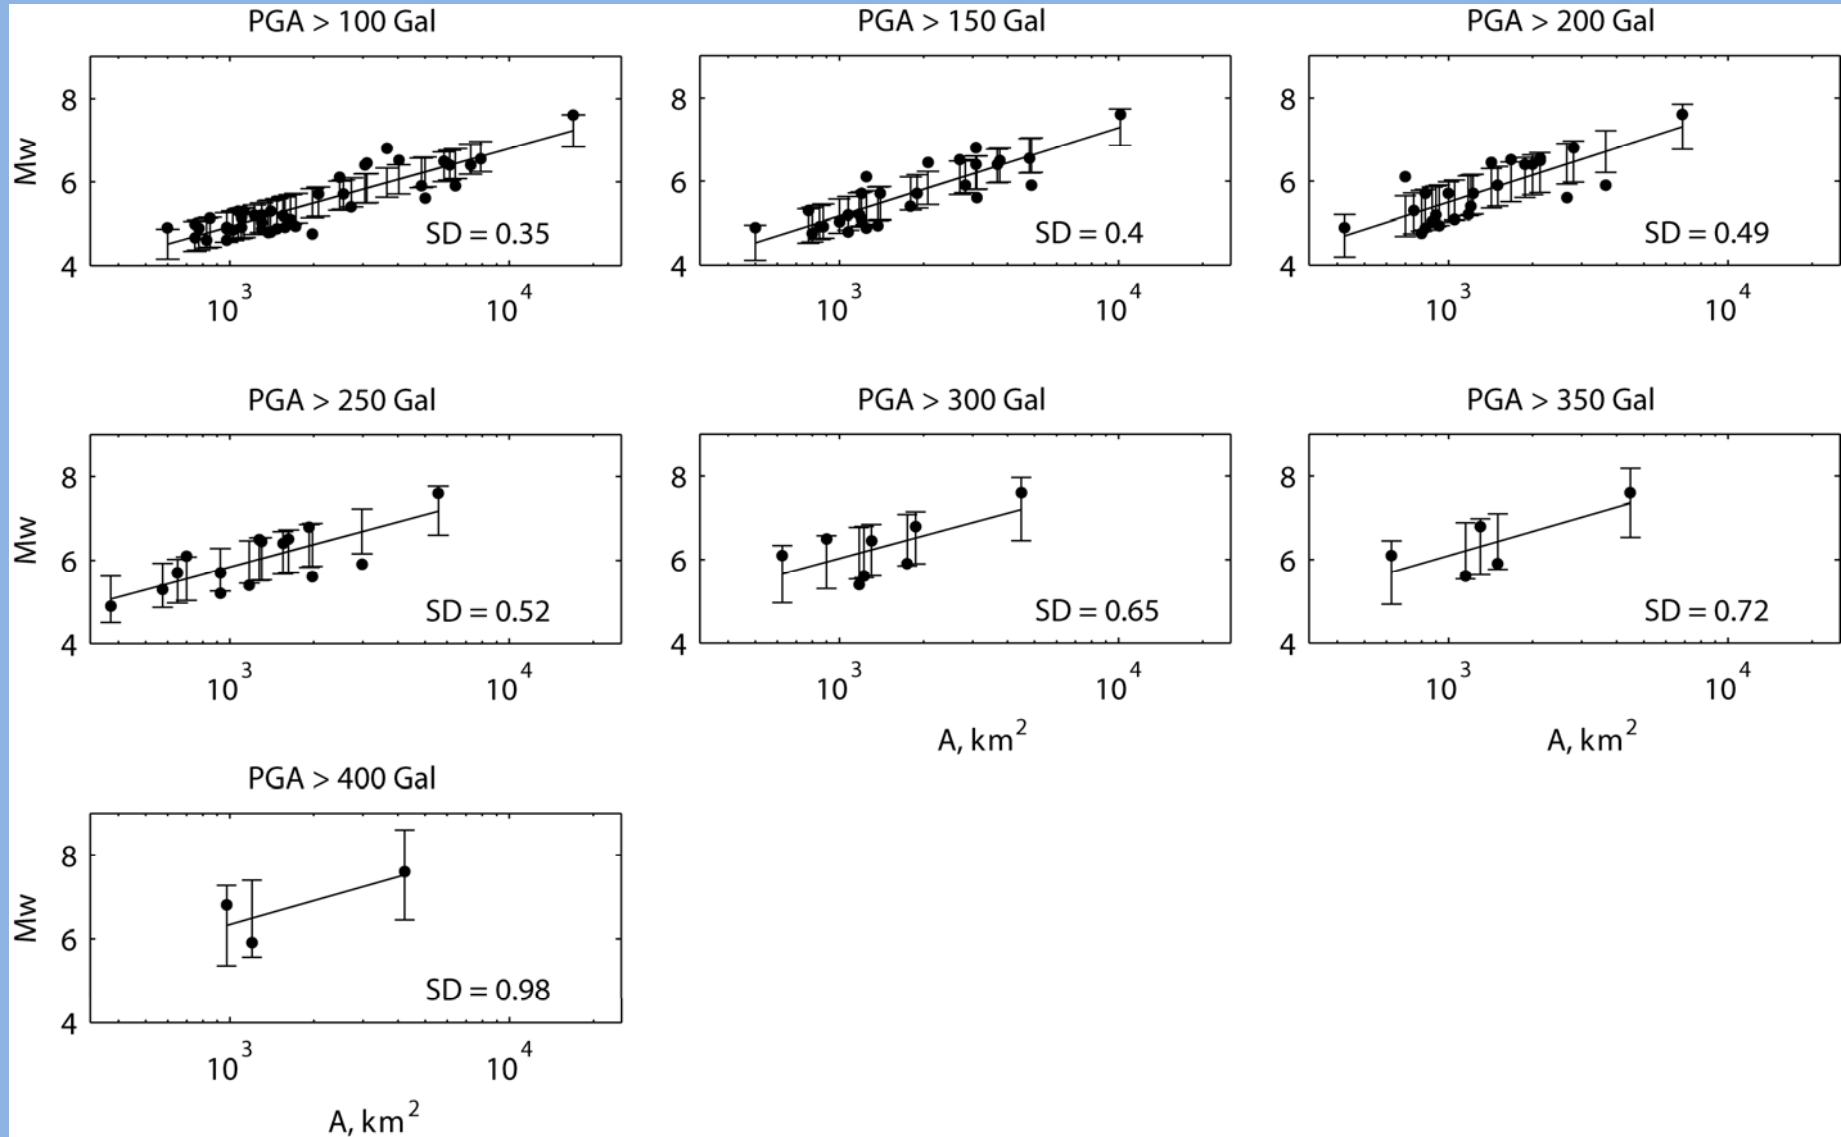 PGA > 100 Gal
PGA > 150 Gal
PGA > 200 Gal
Mw
8
6
4
SD = 0.35
10^3
10^4
8
6
4
SD = 0.4
10^3
10^4
8
6
4
SD = 0.49
10^3
10^4
PGA > 250 Gal
PGA > 300 Gal
PGA > 350 Gal
Mw
8
6
4
SD = 0.52
10^3
10^4
8
6
4
SD = 0.65
10^3
10^4
A, km^2
8
6
4
SD = 0.72
10^3
10^4
A, km^2
PGA > 400 Gal
Mw
8
6
4
SD = 0.98
10^3
10^4
A, km^2